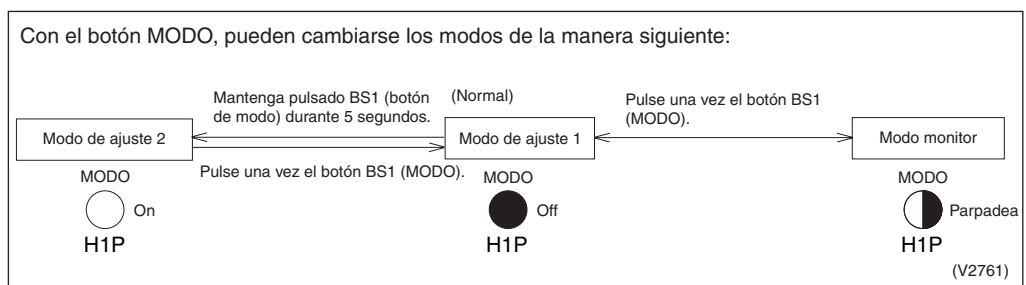 Con el botón MODO, pueden cambiarse los modos de la manera siguiente:
Mantenga pulsado BS1 (botón
de modo) durante 5 segundos.
(Normal)
Pulse una vez el botón BS1
(MODO).
Modo de ajuste 2
Modo de ajuste 1
Modo monitor
Pulse una vez el botón BS1 (MODO).
MODO
On
H1P
MODO
Off
H1P
MODO
Parpadea
H1P
(V2761)